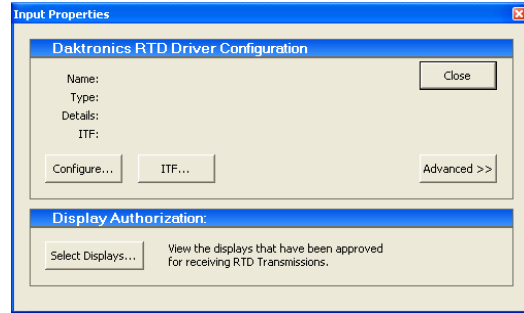 Input Properties
Daktronics RTD Driver Configuration
Name:
Close
Type:
Details:
ITF:
Configure...
ITF...
Advanced >>
Display Authorization:
Select Displays...
View the displays that have been approved
for receiving RTD Transmissions.